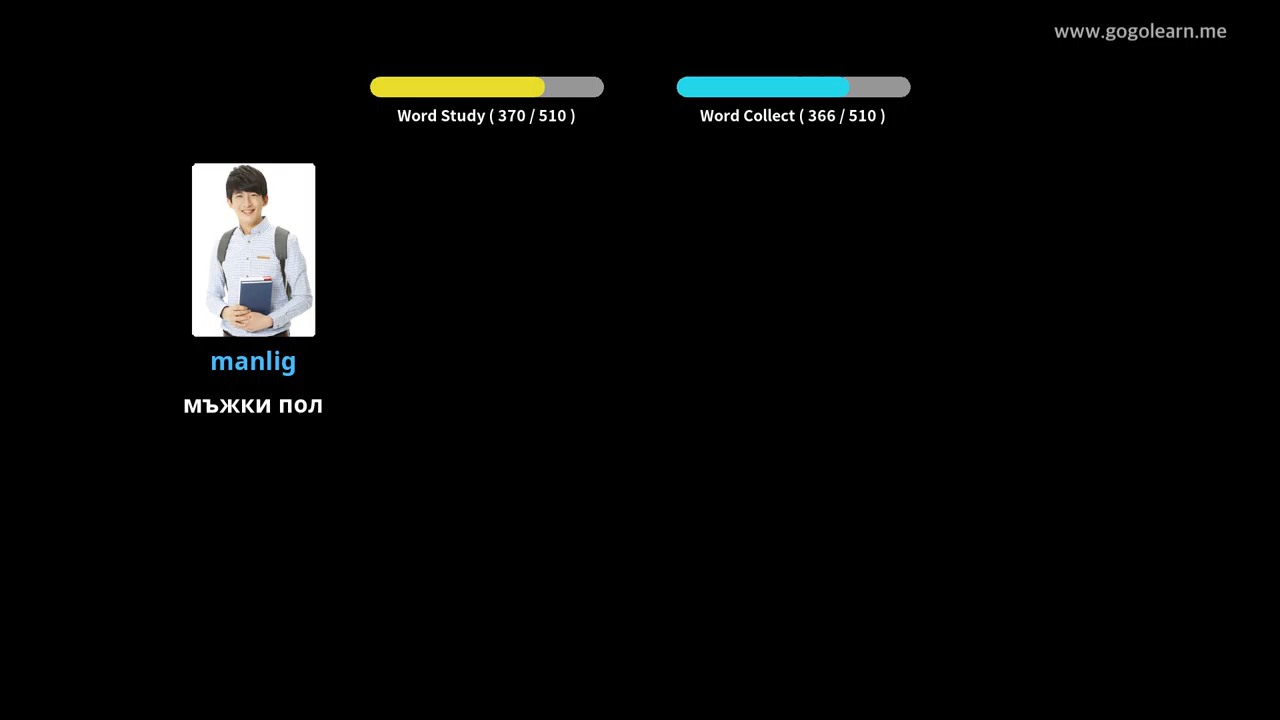 www.gogolearn.me
Word Study ( 370 / 510 )
Word Collect ( 366 / 510 )
manlig
мъжки пол